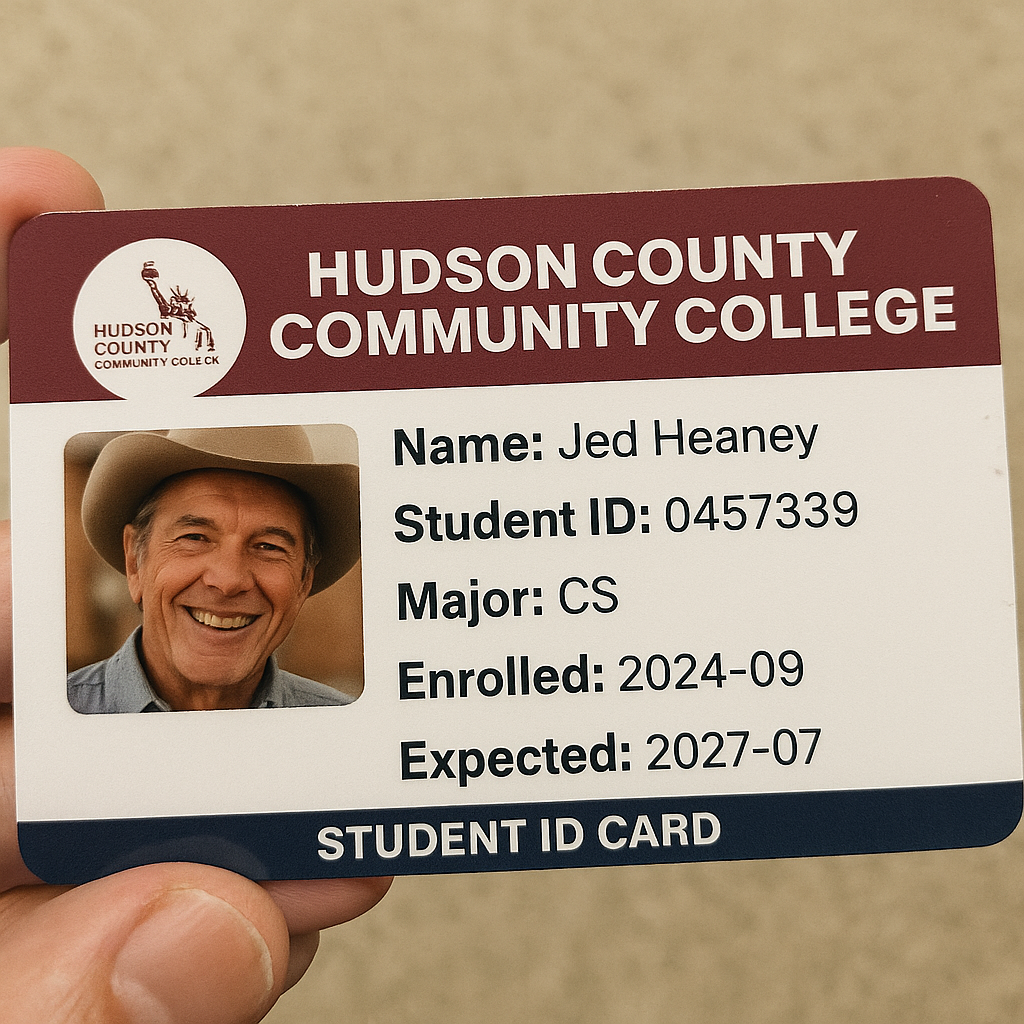 HUDSON COUNTY
COMMUNITY COLLEGE
HUDSON
COUNTY
COMMUNITY COLE CK
Name: Jed Heaney
Student ID: 0457339
Major: CS
Enrolled: 2024-09
Expected: 2027-07
STUDENT ID CARD